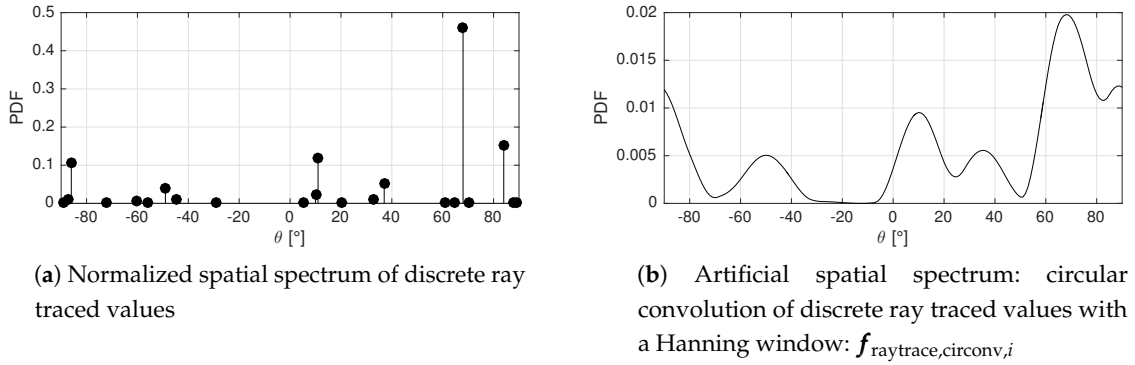 0.5
0.4
0.3
0.2
0.1
0
PDF
-80 -60 -40 -20 0 20 40 60 80
θ [°]
(a) Normalized spatial spectrum of discrete ray
traced values
0.02
0.015
0.01
0.005
0
PDF
-80 -60 -40 -20 0 20 40 60 80
θ [°]
(b) Artificial spatial spectrum: circular
convolution of discrete ray traced values with
a Hanning window: f raytrace,circonv,i